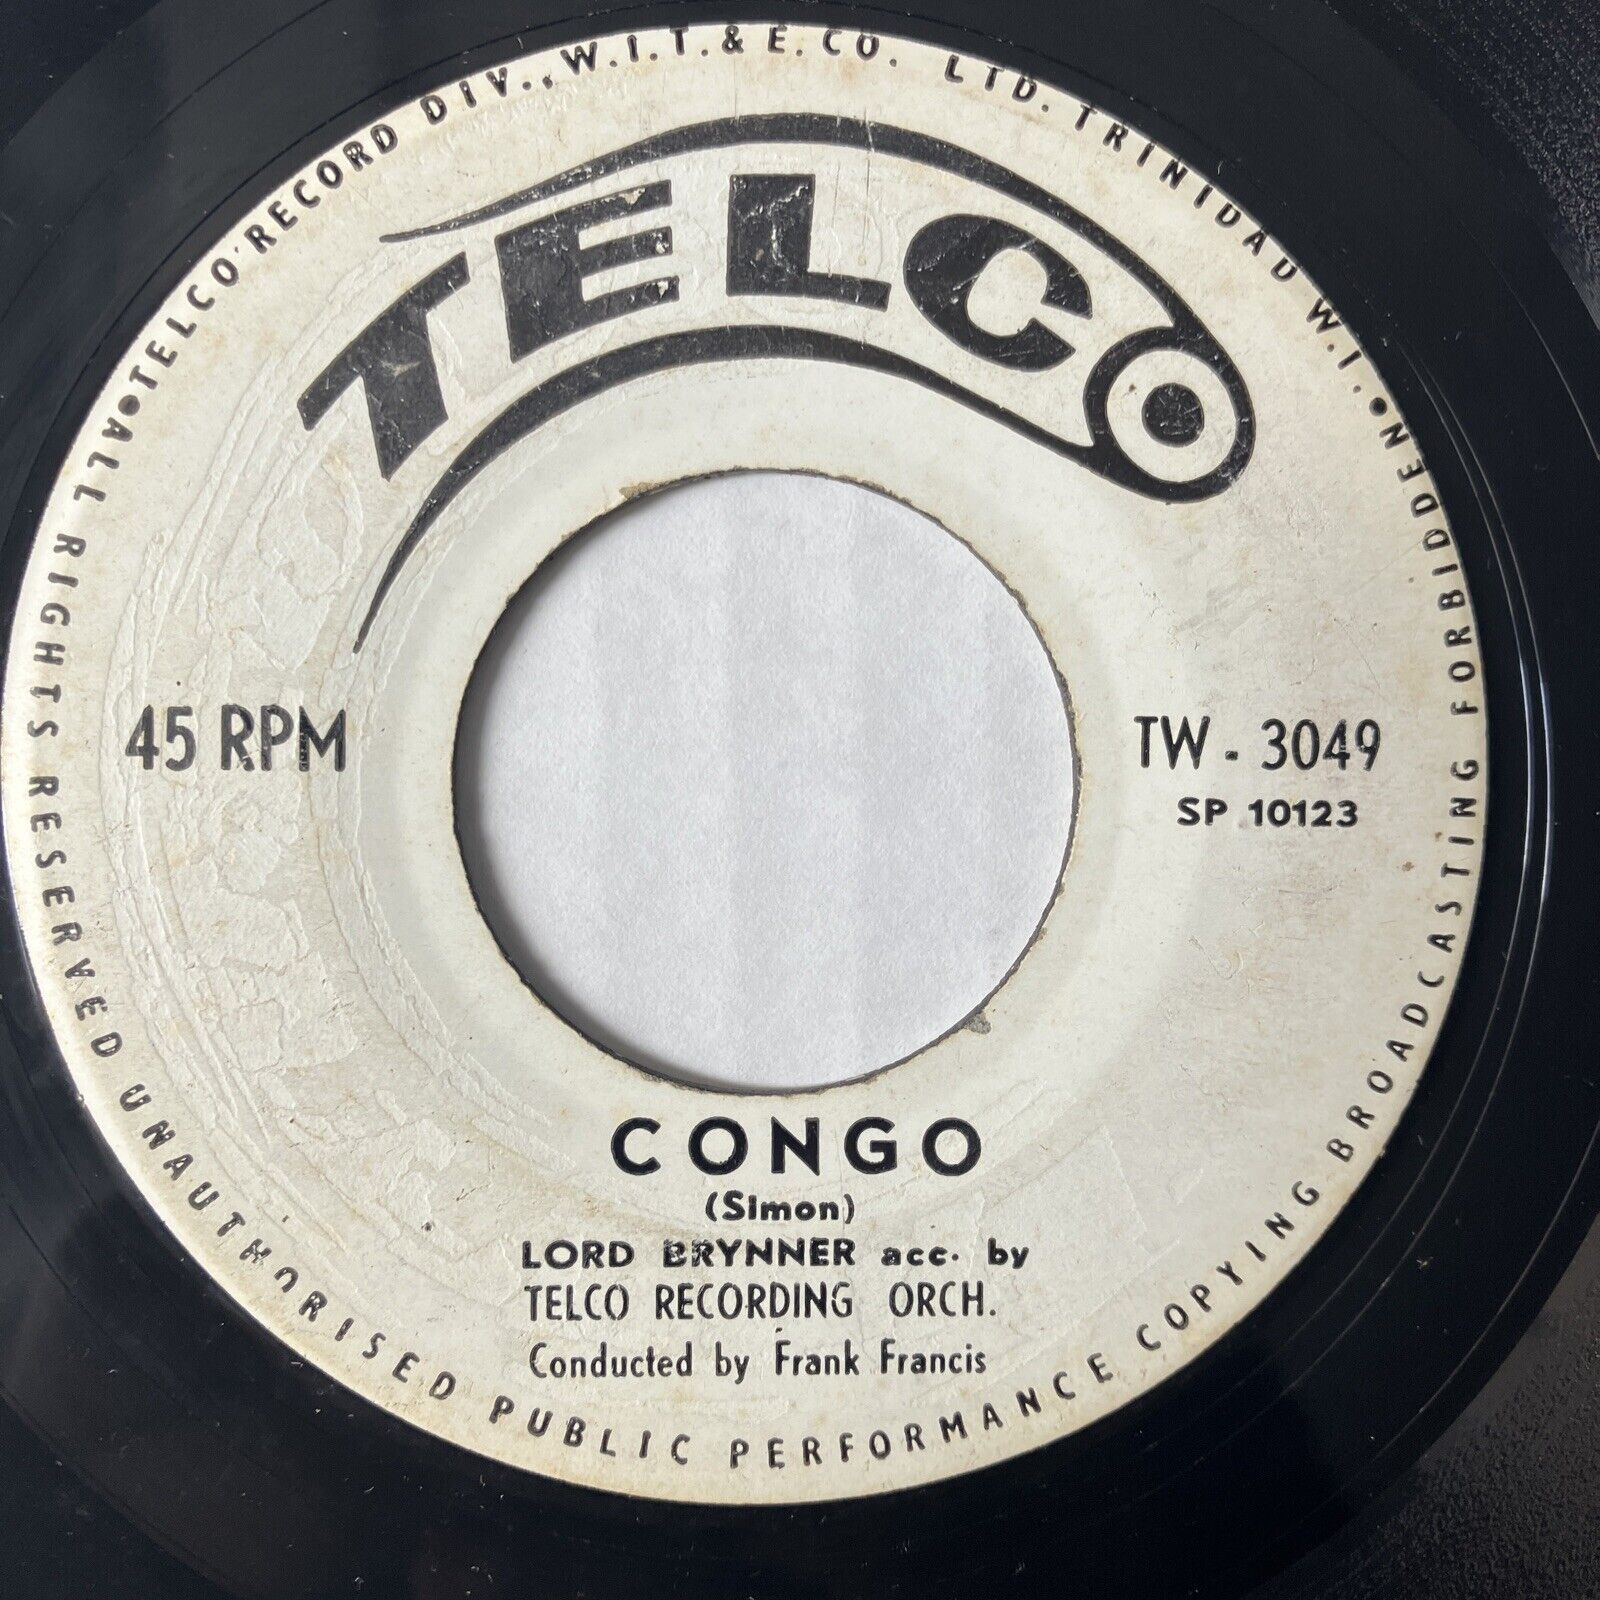 TELCO RECORD DIV., W.I.T. & E. CO. LTD. TRINIDAD W.I. •
TELCO
45 RPM
TW - 3049
SP 10123
CONGO
(Simon)
LORD BRYNNER acc. by
TELCO RECORDING ORCH.
Conducted by Frank Francis
ALL RIGHTS RESERVED UNAUTHORISED PUBLIC PERFORMANCE COPYING BROADCASTING FORBIDDEN •